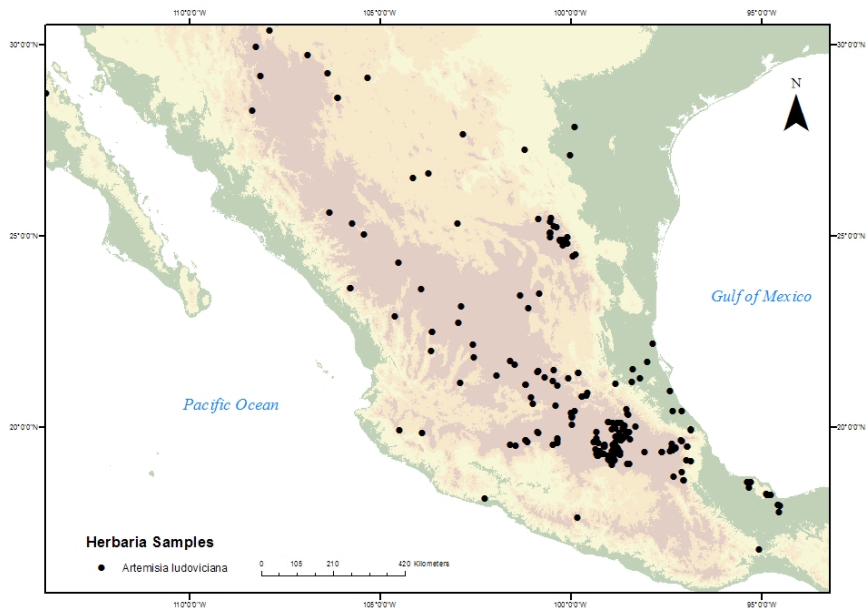 110°0'0"W 105°0'0"W 100°0'0"W 95°0'0"W
30°0'0"N 30°0'0"N
N
25°0'0"N 25°0'0"N
Gulf of Mexico
Pacific Ocean
20°0'0"N 20°0'0"N
Herbaria Samples
Artemisia ludoviciana
0 105 210 420 Kilometers
110°0'0"W 105°0'0"W 100°0'0"W 95°0'0"W